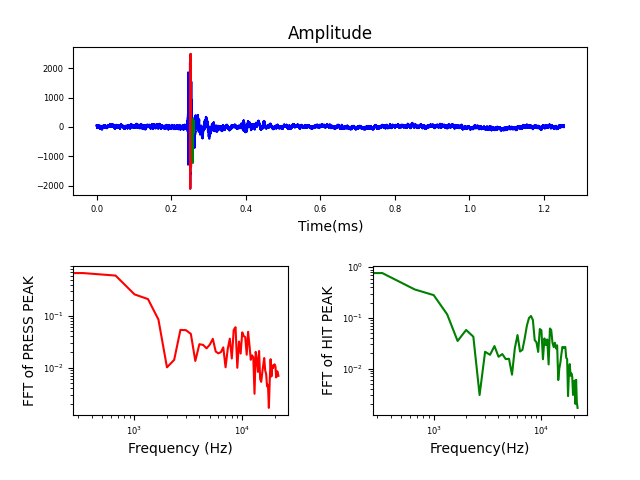 Amplitude
2000
1000
0
−1000
−2000
0.0 0.2 0.4 0.6 0.8 1.0 1.2
Time(ms)
FFT of PRESS PEAK
10⁻¹
10⁻²
10³ 10⁴
Frequency (Hz)
FFT of HIT PEAK
10⁰
10⁻¹
10⁻²
10³ 10⁴
Frequency(Hz)